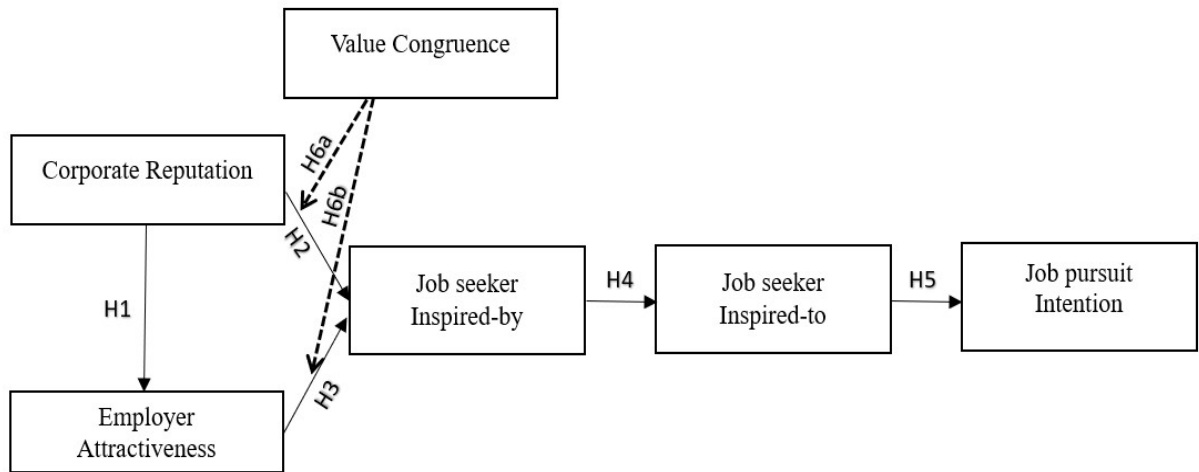 Value Congruence
Corporate Reputation
H6a
H6b
H2
H1
Job seeker
Inspired-by
H4
Job seeker
Inspired-to
H5
Job pursuit
Intention
H3
Employer
Attractiveness